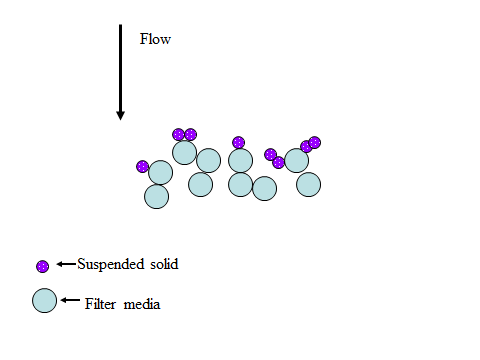 Flow
Suspended solid
Filter media